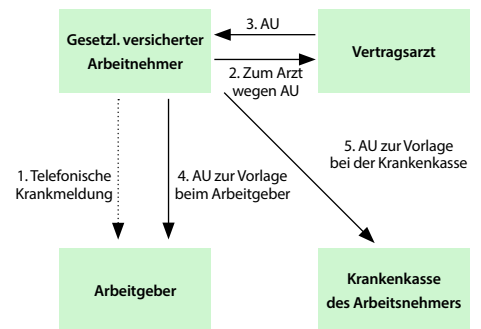 Gesetzl. versicherter
Arbeitnehmer
3. AU
Vertragsarzt
2. Zum Arzt
wegen AU
1. Telefonische
Krankmeldung
4. AU zur Vorlage
beim Arbeitgeber
5. AU zur Vorlage
bei der Krankenkasse
Arbeitgeber
Krankenkasse
des Arbeitsnehmers